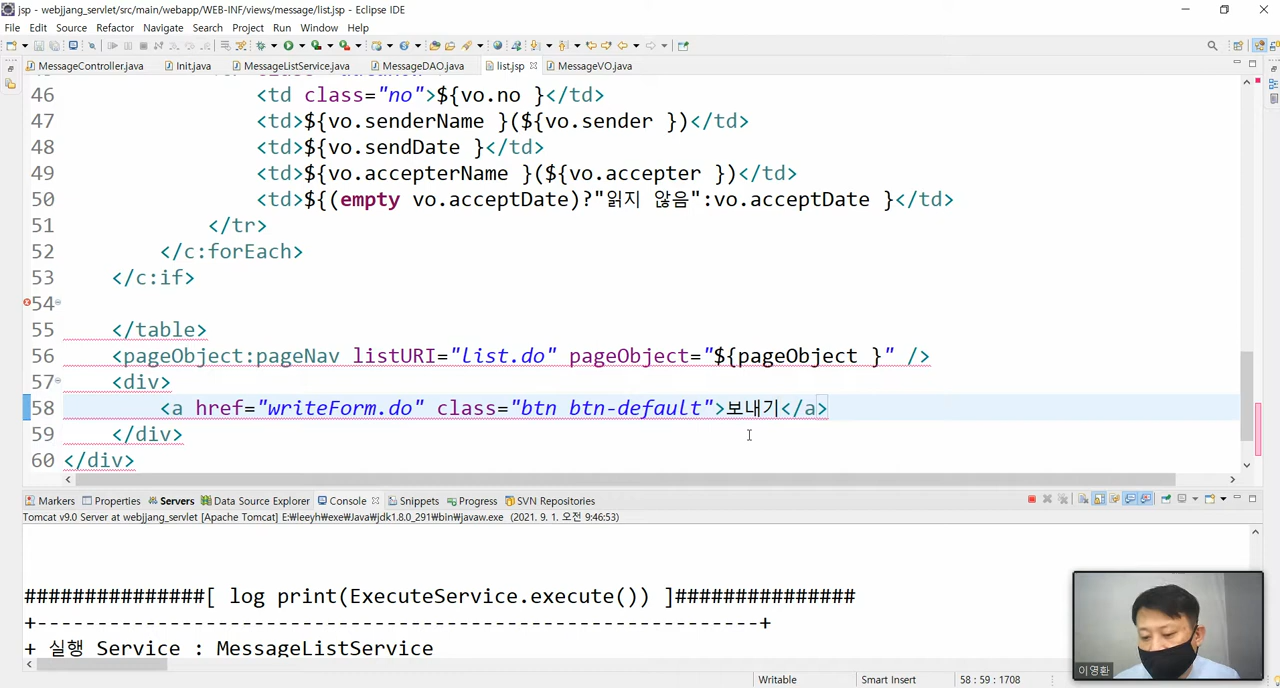 jsp - webjjang_servlet/src/main/webapp/WEB-INF/views/message/list.jsp - Eclipse IDE
File Edit Source Refactor Navigate Search Project Run Window Help
MessageController.java Init.java MessageListService.java MessageDAO.java list.jsp MessageVO.java
46 <td class="no">${vo.no }</td>
47 <td>${vo.senderName }(${vo.sender })</td>
48 <td>${vo.sendDate }</td>
49 <td>${vo.accepterName }(${vo.accepter })</td>
50 <td>${(empty vo.acceptDate)?"읽지 않음":vo.acceptDate }</td>
51 </tr>
52 </c:forEach>
53 </c:if>
54
55 </table>
56 <pageObject:pageNav listURI="list.do" pageObject="${pageObject }" />
57 <div>
58 <a href="writeForm.do" class="btn btn-default">보내기</a>
59 </div>
60 </div>
Markers Properties Servers Data Source Explorer Console Snippets Progress SVN Repositories
Tomcat v9.0 Server at webjjang_servlet [Apache Tomcat] E:₩leeyh₩exe₩Java₩jdk1.8.0_291₩bin₩javaw.exe (2021. 9. 1. 오전 9:46:53)
###############[ log print(ExecuteService.execute()) ]###############
+-------------------------------------------------------------+
+ 실행 Service : MessageListService
이영환
Writable Smart Insert 58 : 59 : 1708